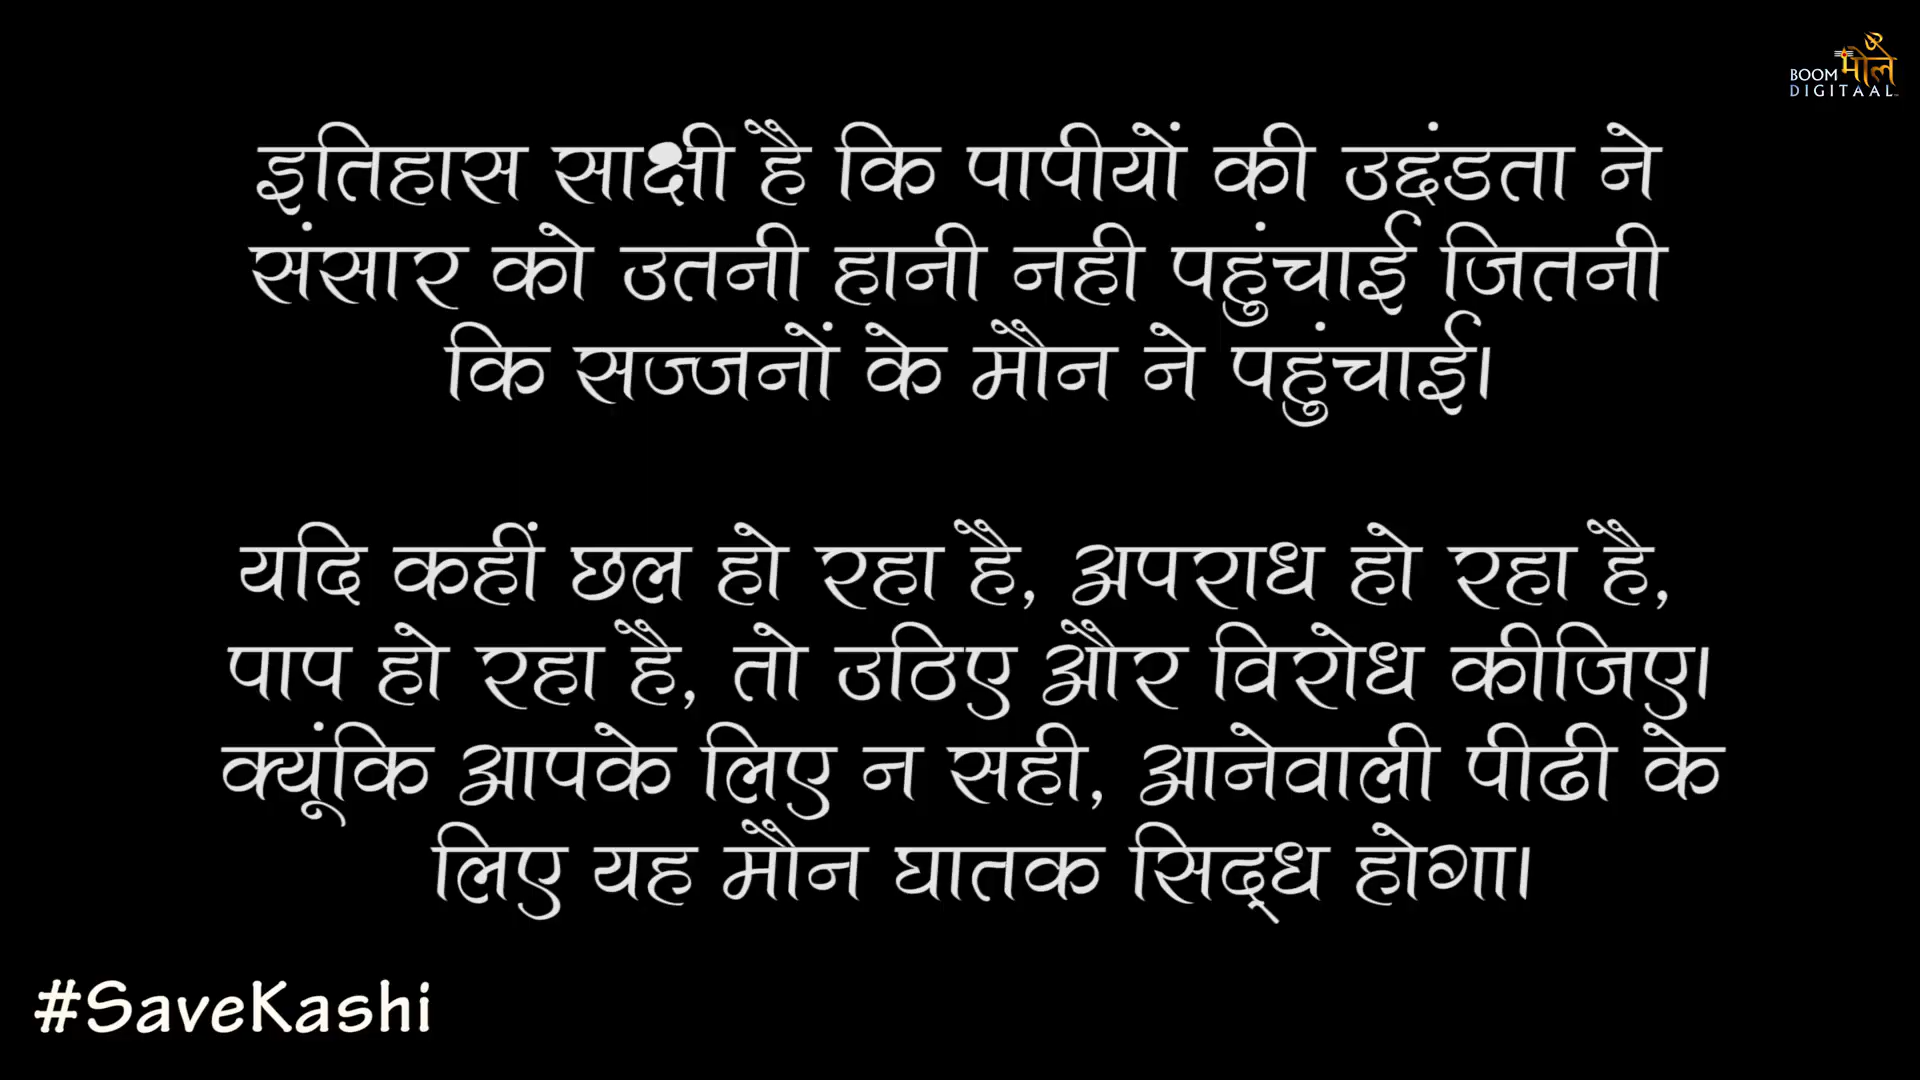 BOOM भोले
DIGITAAL
इतिहास साक्षी है कि पापीयों की उद्दंडता ने
संसार को उतनी हानी नही पहुंचाई जितनी
कि सज्जनों के मौन ने पहुंचाई।
यदि कहीं छल हो रहा है, अपराध हो रहा है,
पाप हो रहा है, तो उठिए और विरोध कीजिए।
क्यूंकि आपके लिए न सही, आनेवाली पीढी के
लिए यह मौन घातक सिद्ध होगा।
#SaveKashi